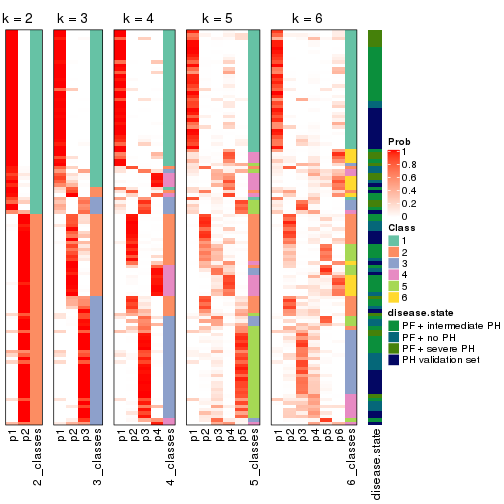 k = 2 k = 3 k = 4 k = 5 k = 6
Prob
1
0.8
0.6
0.4
0.2
0
Class
1
2
3
4
5
6
disease.state
PF+ intermediate PH
PF+ no PH
PF+ severe PH
PH validation set
p1 p2 2_classes p1 p2 p3 3_classes p1 p2 p3 p4 4_classes p1 p2 p3 p4 p5 5_classes p1 p2 p3 p4 p5 p6 6_classes disease.state